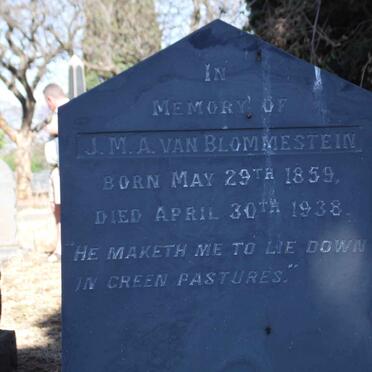 IN
MEMORY OF
J. M. A. VAN BLOMMESTEIN
BORN MAY 29TH 1859,
DIED APRIL 30TH 1938.
"HE MAKETH ME TO LIE DOWN
IN GREEN PASTURES."